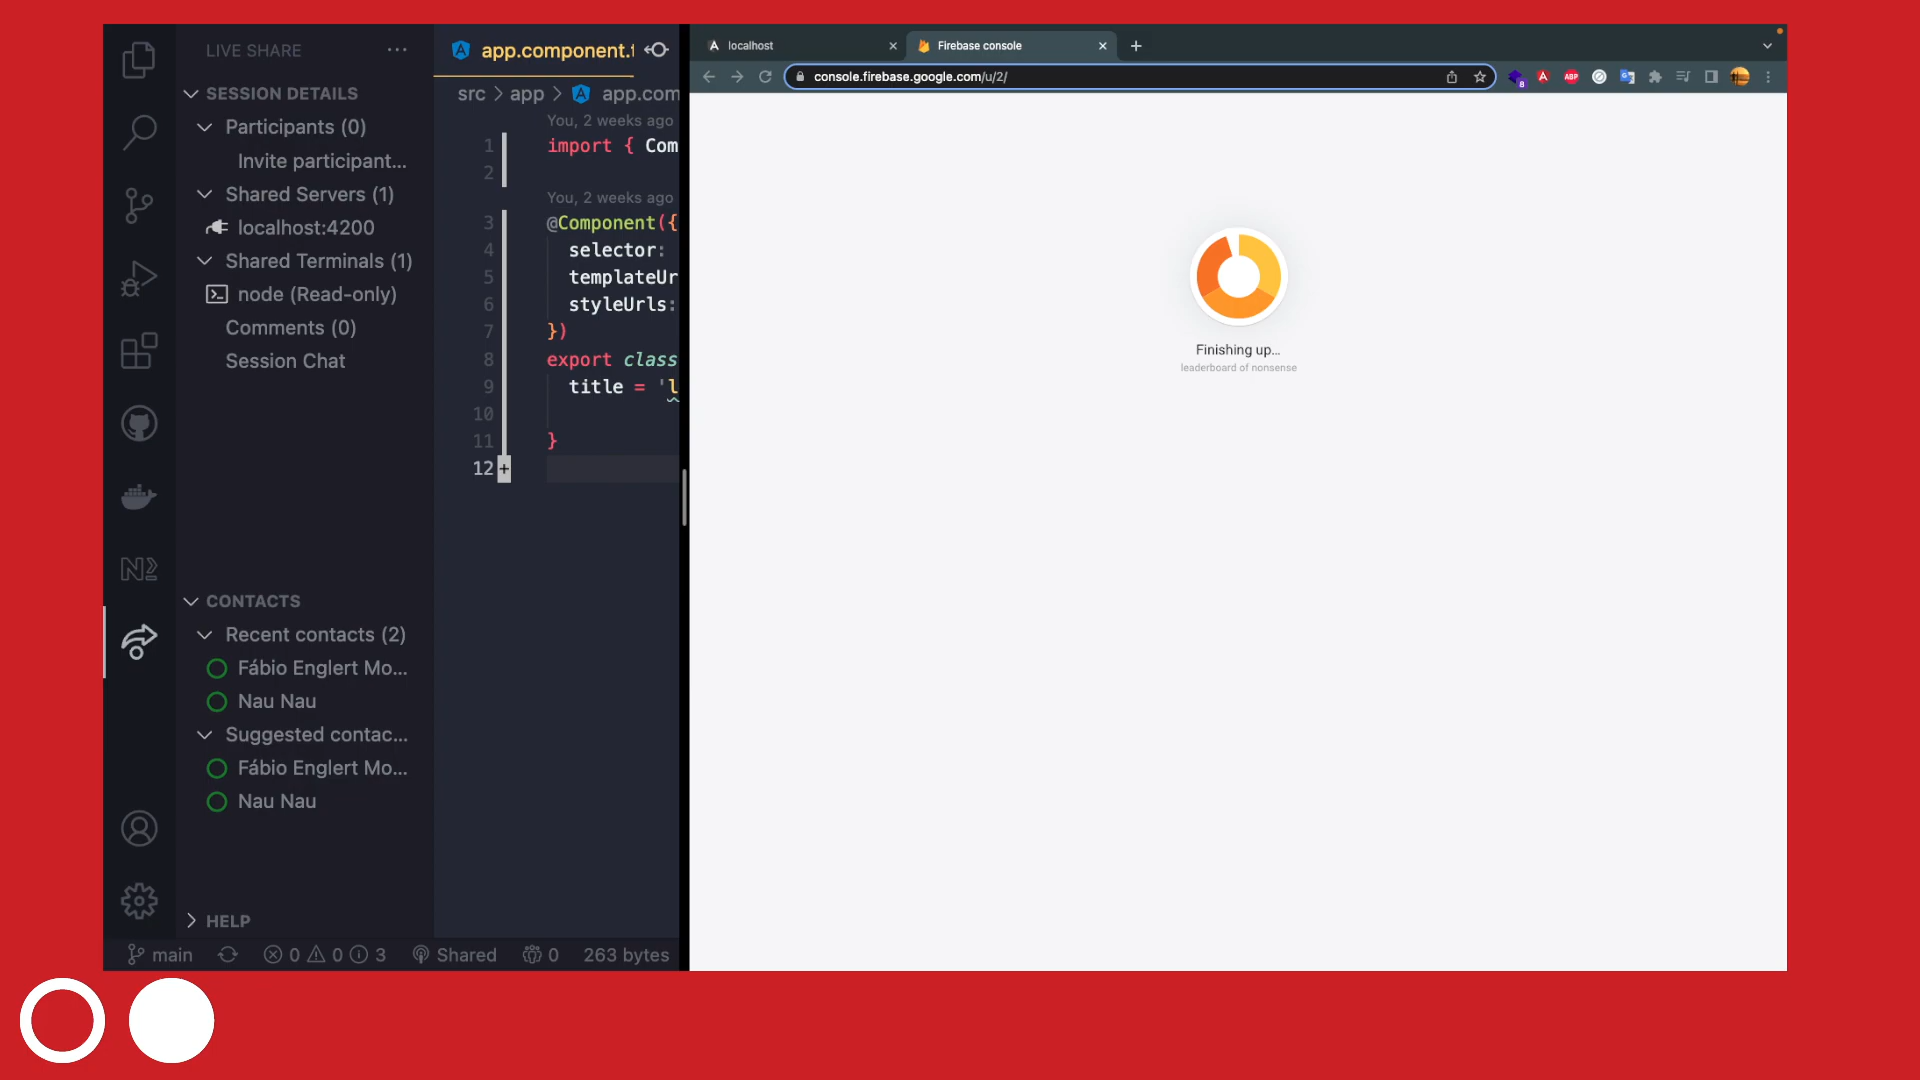 LIVE SHARE ···
SESSION DETAILS
Participants (0)
Invite participant...
Shared Servers (1)
localhost:4200
Shared Terminals (1)
node (Read-only)
Comments (0)
Session Chat
CONTACTS
Recent contacts (2)
Fábio Englert Mo...
Nau Nau
Suggested contac...
Fábio Englert Mo...
Nau Nau
HELP
main 0 0 3 Shared 0 263 bytes
app.component.t
src > app > app.com
You, 2 weeks ago
1 import { Com
2
You, 2 weeks ago
3 @Component({
4 selector:
5 templateUr
6 styleUrls:
7 })
8 export class
9 title = 'l
10
11 }
12 +
localhost
Firebase console
console.firebase.google.com/u/2/
8
ABP
Finishing up...
leaderboard of nonsense